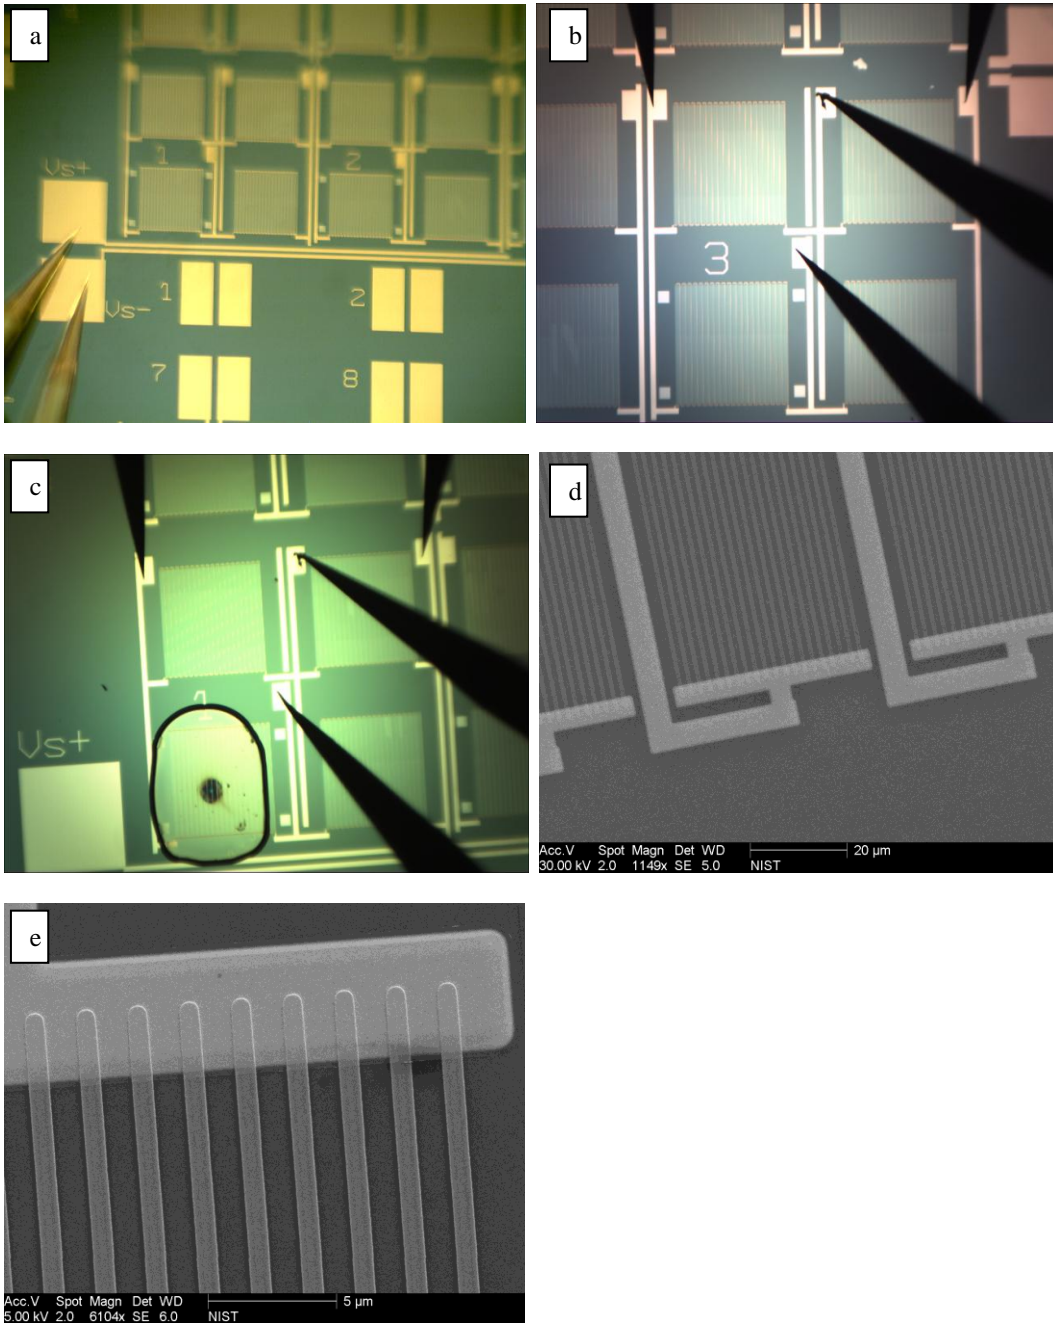 a
Vs+
1
2
Vs-
1
2
7
8
b
3
c
1
Vs+
d
Acc.V Spot Magn Det WD 20 µm
30.00 kV 2.0 1149x SE 5.0 NIST
e
Acc.V Spot Magn Det WD 5 µm
5.00 kV 2.0 6104x SE 6.0 NIST